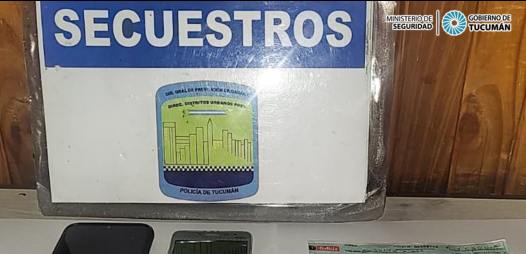 SECUESTROS
MINISTERIO DE
SEGURIDAD
GOBIERNO DE
TUCUMÁN
POLICÍA DE TUCUMÁN